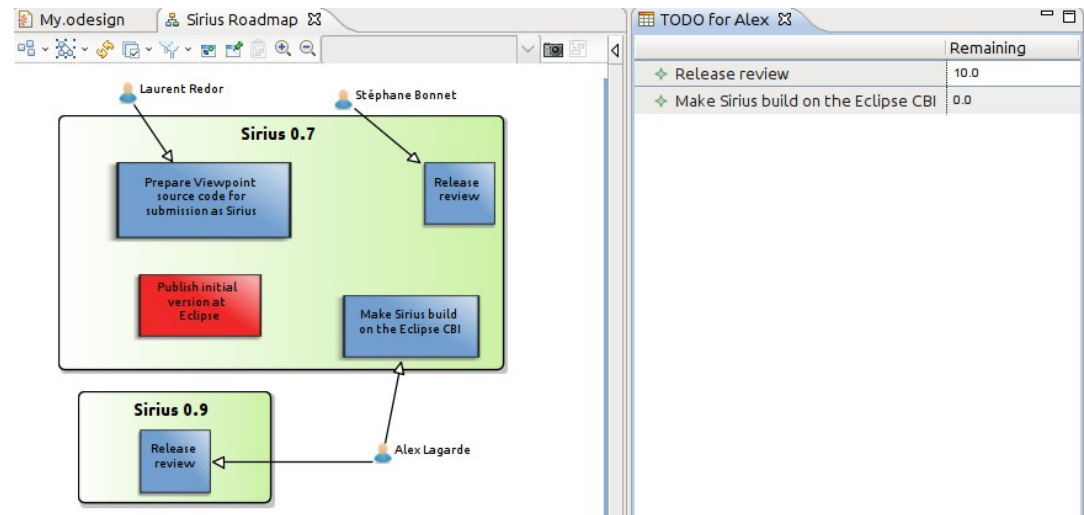 My.odesign
Sirius Roadmap
TODO for Alex
Remaining
Release review
10.0
Make Sirius build on the Eclipse CBI
0.0
Laurent Redor
Stéphane Bonnet
Sirius 0.7
Prepare Viewpoint
source code for
submission as Sirius
Release
review
Publish initial
version at
Eclipse
Make Sirius build
on the Eclipse CBI
Sirius 0.9
Release
review
Alex Lagarde